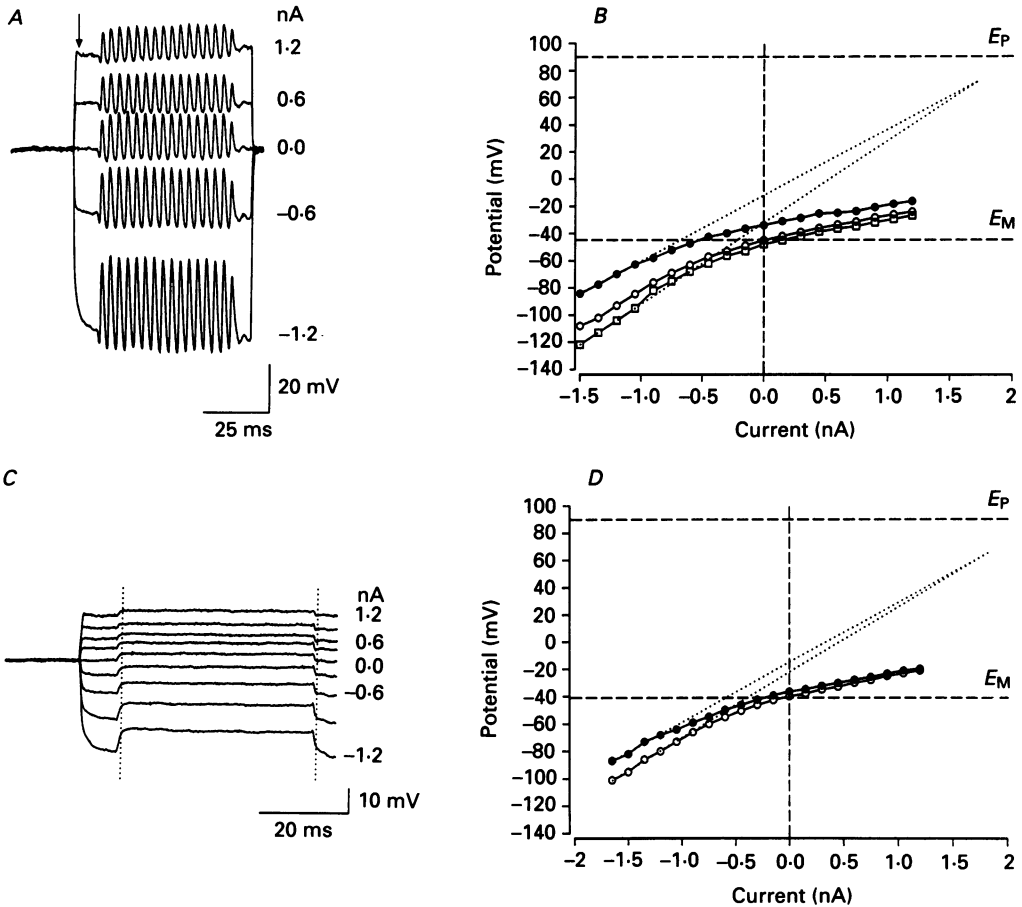 A
nA
1·2
0·6
0·0
−0·6
−1·2
20 mV
25 ms
B
100
80
60
40
20
0
−20
−40
−60
−80
−100
−120
−140
Potential (mV)
E_P
E_M
−1.5
−1.0
−0.5
0.0
0.5
1.0
1.5
2
Current (nA)
C
nA
1·2
0·6
0·0
−0·6
−1·2
10 mV
20 ms
D
100
80
60
40
20
0
−20
−40
−60
−80
−100
−120
−140
Potential (mV)
E_P
E_M
−2
−1·5
−1·0
−0·5
0·0
0·5
1·0
2
Current (nA)